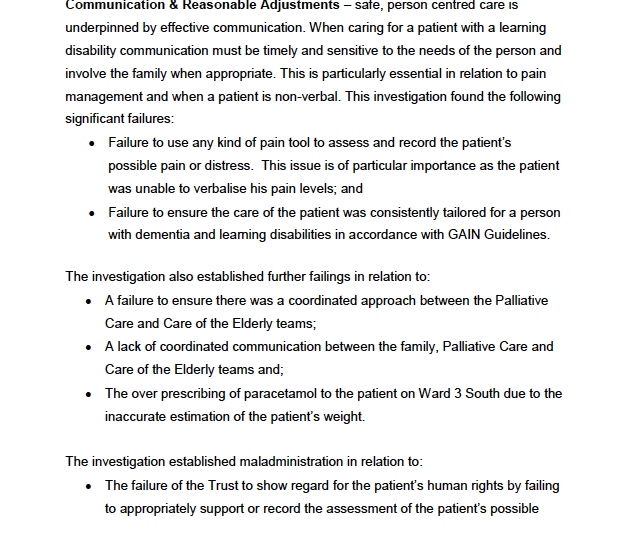 Communication & Reasonable Adjustments – safe, person centred care is
underpinned by effective communication. When caring for a patient with a learning
disability communication must be timely and sensitive to the needs of the person and
involve the family when appropriate. This is particularly essential in relation to pain
management and when a patient is non-verbal. This investigation found the following
significant failures:
• Failure to use any kind of pain tool to assess and record the patient's
possible pain or distress.  This issue is of particular importance as the patient
was unable to verbalise his pain levels; and
• Failure to ensure the care of the patient was consistently tailored for a person
with dementia and learning disabilities in accordance with GAIN Guidelines.
The investigation also established further failings in relation to:
• A failure to ensure there was a coordinated approach between the Palliative
Care and Care of the Elderly teams;
• A lack of coordinated communication between the family, Palliative Care and
Care of the Elderly teams and;
• The over prescribing of paracetamol to the patient on Ward 3 South due to the
inaccurate estimation of the patient's weight.
The investigation established maladministration in relation to:
• The failure of the Trust to show regard for the patient's human rights by failing
to appropriately support or record the assessment of the patient's possible